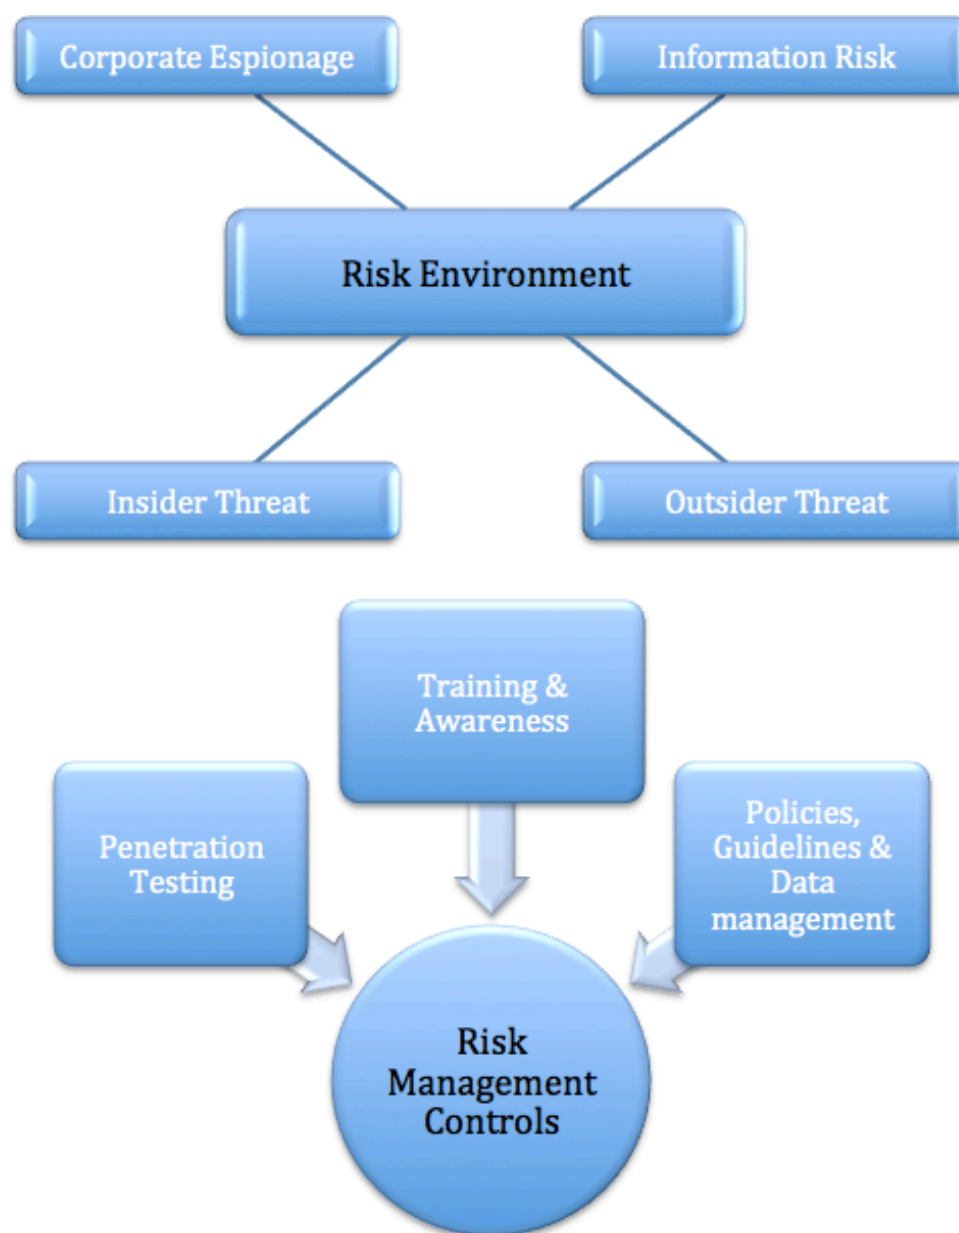 Corporate Espionage
Information Risk
Risk Environment
Insider Threat
Outsider Threat
Training &
Awareness
Penetration
Testing
Policies,
Guidelines &
Data
management
Risk
Management
Controls